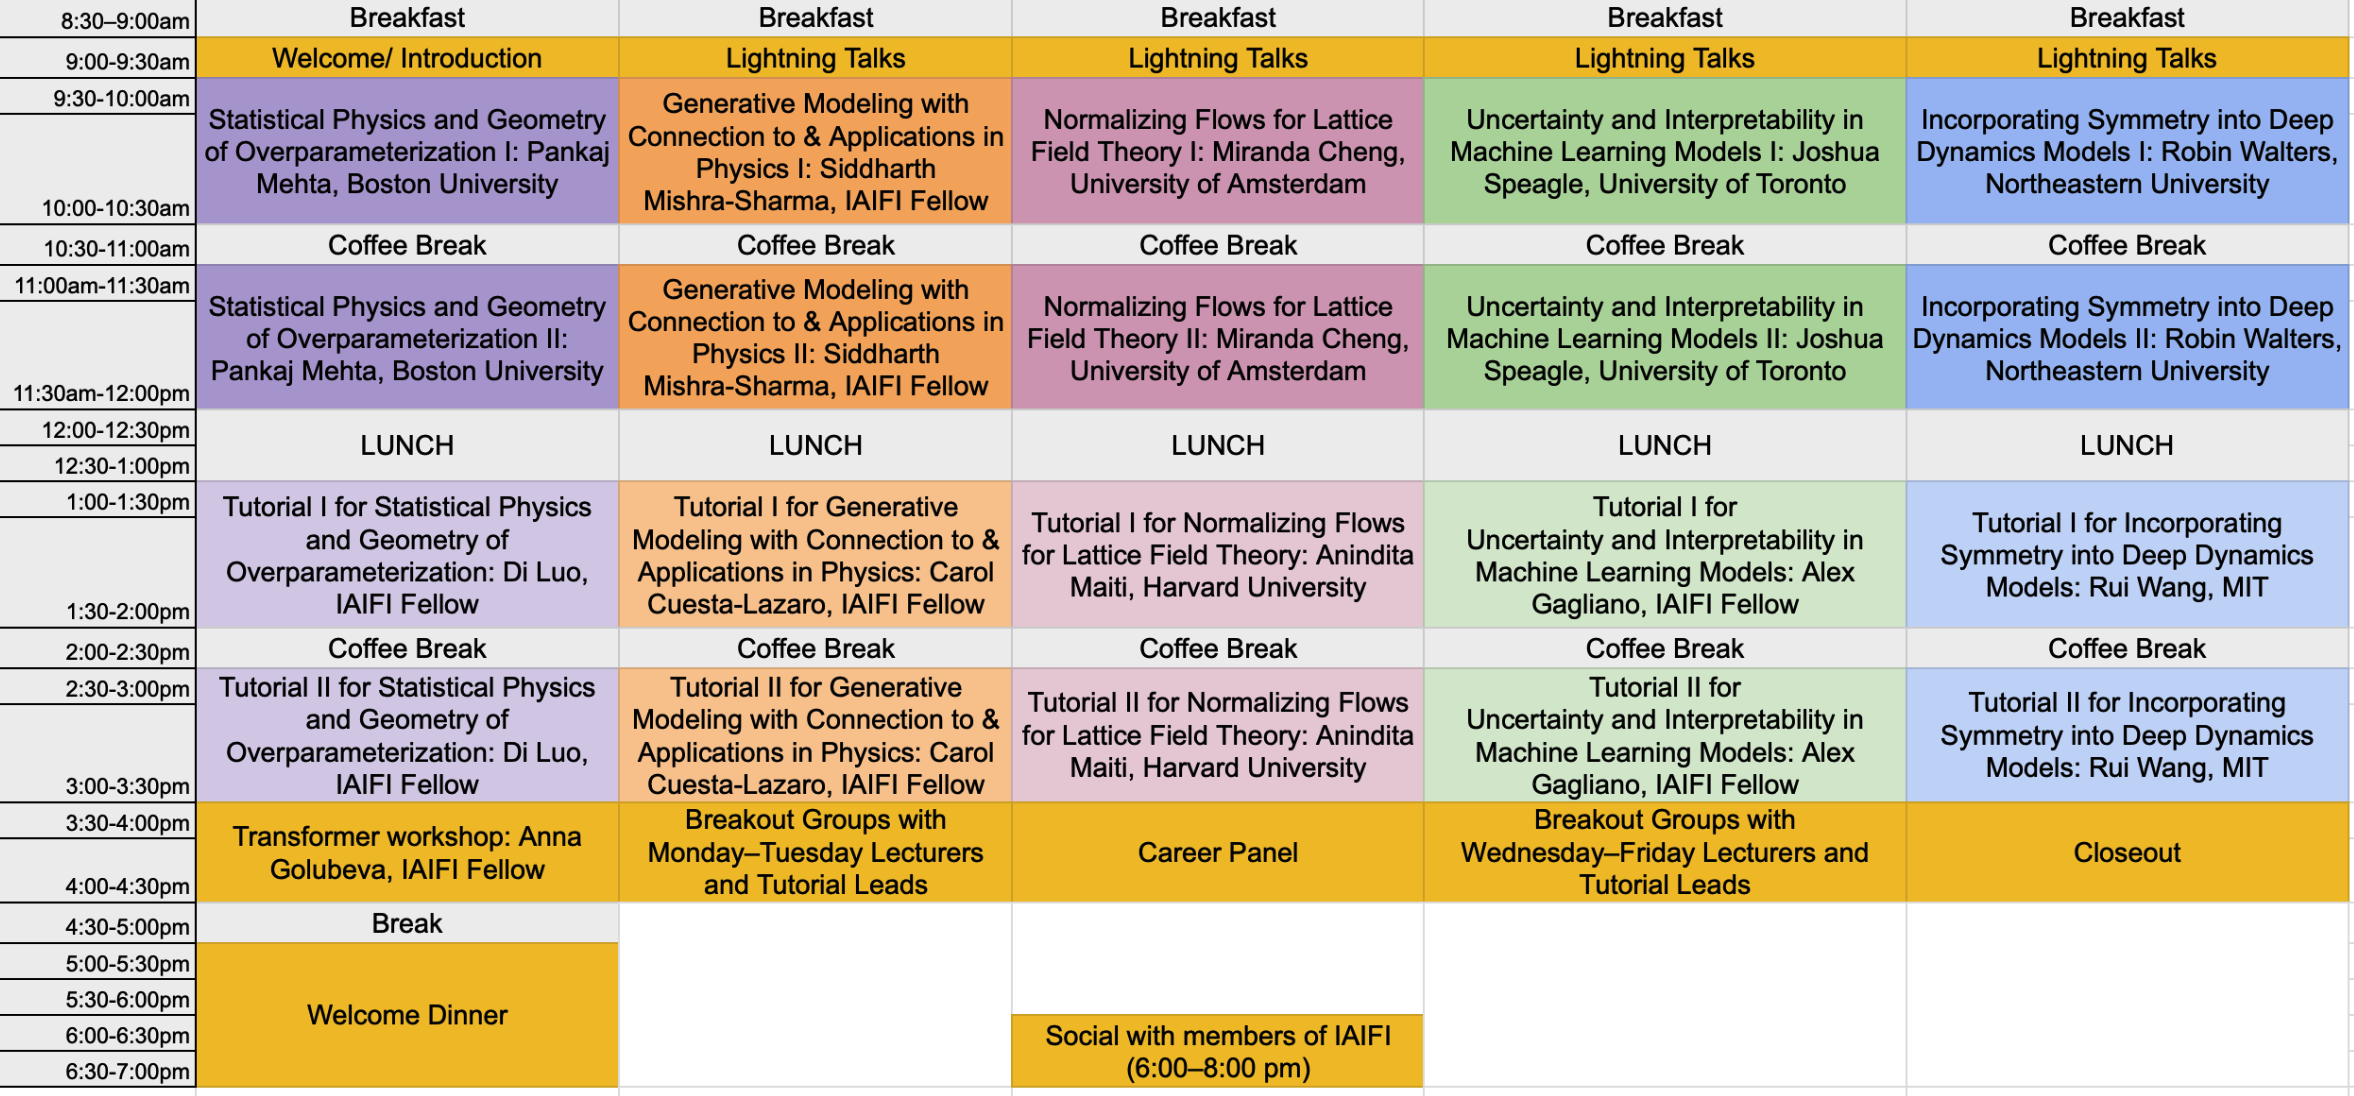 8:30–9:00am
Breakfast
Breakfast
Breakfast
Breakfast
Breakfast
9:00-9:30am
Welcome/ Introduction
Lightning Talks
Lightning Talks
Lightning Talks
Lightning Talks
9:30-10:00am
10:00-10:30am
Statistical Physics and Geometry
of Overparameterization I: Pankaj
Mehta, Boston University
Generative Modeling with
Connection to & Applications in
Physics I: Siddharth
Mishra-Sharma, IAIFI Fellow
Normalizing Flows for Lattice
Field Theory I: Miranda Cheng,
University of Amsterdam
Uncertainty and Interpretability in
Machine Learning Models I: Joshua
Speagle, University of Toronto
Incorporating Symmetry into Deep
Dynamics Models I: Robin Walters,
Northeastern University
10:30-11:00am
Coffee Break
Coffee Break
Coffee Break
Coffee Break
Coffee Break
11:00am-11:30am
11:30am-12:00pm
Statistical Physics and Geometry
of Overparameterization II:
Pankaj Mehta, Boston University
Generative Modeling with
Connection to & Applications in
Physics II: Siddharth
Mishra-Sharma, IAIFI Fellow
Normalizing Flows for Lattice
Field Theory II: Miranda Cheng,
University of Amsterdam
Uncertainty and Interpretability in
Machine Learning Models II: Joshua
Speagle, University of Toronto
Incorporating Symmetry into Deep
Dynamics Models II: Robin Walters,
Northeastern University
12:00-12:30pm
12:30-1:00pm
LUNCH
LUNCH
LUNCH
LUNCH
LUNCH
1:00-1:30pm
1:30-2:00pm
Tutorial I for Statistical Physics
and Geometry of
Overparameterization: Di Luo,
IAIFI Fellow
Tutorial I for Generative
Modeling with Connection to &
Applications in Physics: Carol
Cuesta-Lazaro, IAIFI Fellow
Tutorial I for Normalizing Flows
for Lattice Field Theory: Anindita
Maiti, Harvard University
Tutorial I for
Uncertainty and Interpretability in
Machine Learning Models: Alex
Gagliano, IAIFI Fellow
Tutorial I for Incorporating
Symmetry into Deep Dynamics
Models: Rui Wang, MIT
2:00-2:30pm
Coffee Break
Coffee Break
Coffee Break
Coffee Break
Coffee Break
2:30-3:00pm
3:00-3:30pm
Tutorial II for Statistical Physics
and Geometry of
Overparameterization: Di Luo,
IAIFI Fellow
Tutorial II for Generative
Modeling with Connection to &
Applications in Physics: Carol
Cuesta-Lazaro, IAIFI Fellow
Tutorial II for Normalizing Flows
for Lattice Field Theory: Anindita
Maiti, Harvard University
Tutorial II for
Uncertainty and Interpretability in
Machine Learning Models: Alex
Gagliano, IAIFI Fellow
Tutorial II for Incorporating
Symmetry into Deep Dynamics
Models: Rui Wang, MIT
3:30-4:00pm
4:00-4:30pm
Transformer workshop: Anna
Golubeva, IAIFI Fellow
Breakout Groups with
Monday–Tuesday Lecturers
and Tutorial Leads
Career Panel
Breakout Groups with
Wednesday–Friday Lecturers and
Tutorial Leads
Closeout
4:30-5:00pm
Break
5:00-5:30pm
5:30-6:00pm
6:00-6:30pm
6:30-7:00pm
Welcome Dinner
Social with members of IAIFI
(6:00–8:00 pm)